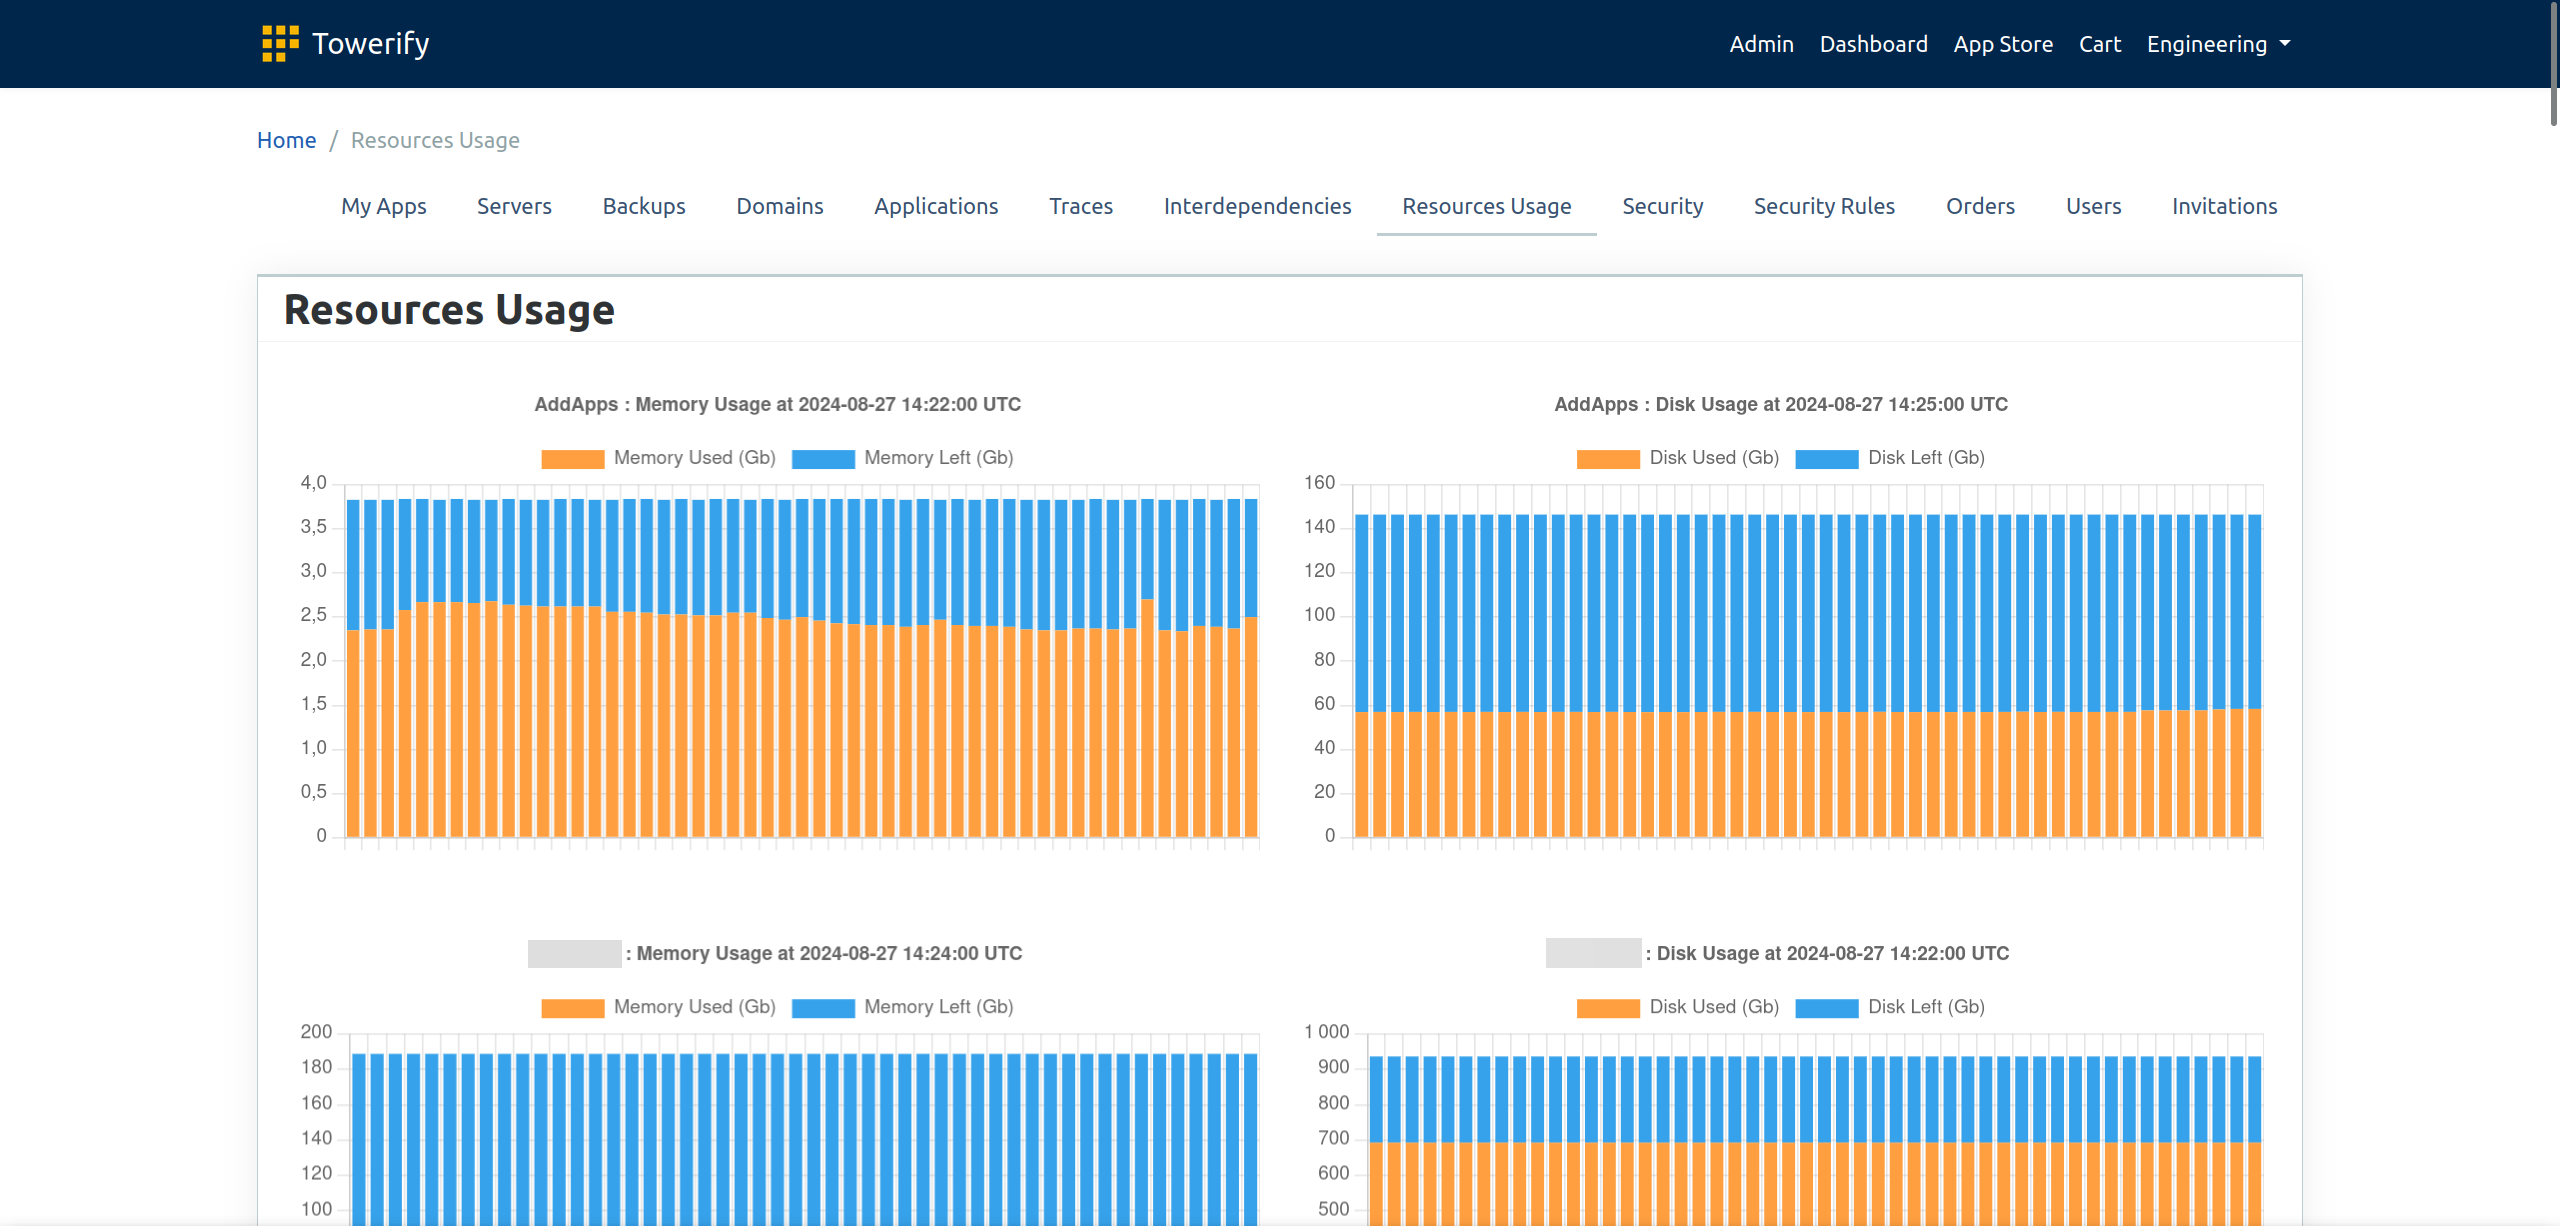 Towerify
Admin Dashboard App Store Cart Engineering
Home / Resources Usage
My Apps Servers Backups Domains Applications Traces Interdependencies Resources Usage Security Security Rules Orders Users Invitations
Resources Usage
AddApps : Memory Usage at 2024-08-27 14:22:00 UTC
Memory Used (Gb) Memory Left (Gb)
4,0
3,5
3,0
2,5
2,0
1,5
1,0
0,5
0
AddApps : Disk Usage at 2024-08-27 14:25:00 UTC
Disk Used (Gb) Disk Left (Gb)
160
140
120
100
80
60
40
20
0
: Memory Usage at 2024-08-27 14:24:00 UTC
Memory Used (Gb) Memory Left (Gb)
200
180
160
140
120
100
: Disk Usage at 2024-08-27 14:22:00 UTC
Disk Used (Gb) Disk Left (Gb)
1 000
900
800
700
600
500